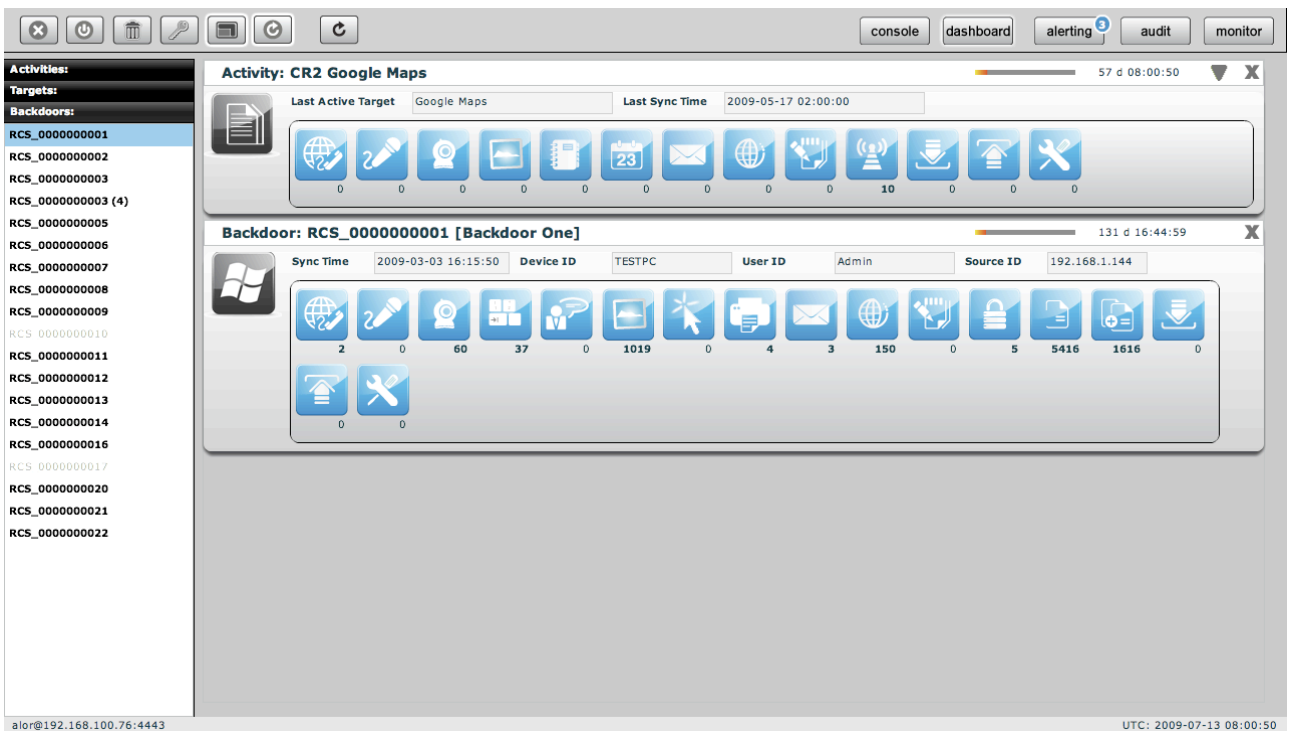 console dashboard alerting 3 audit monitor
Activities:
Targets:
Backdoors:
RCS_0000000001
RCS_0000000002
RCS_0000000003
RCS_0000000003 (4)
RCS_0000000005
RCS_0000000006
RCS_0000000007
RCS_0000000008
RCS_0000000009
RCS_0000000010
RCS_0000000011
RCS_0000000012
RCS_0000000013
RCS_0000000014
RCS_0000000016
RCS_0000000017
RCS_0000000020
RCS_0000000021
RCS_0000000022
Activity: CR2 Google Maps 57 d 08:00:50 X
Last Active Target Google Maps Last Sync Time 2009-05-17 02:00:00
23
0 0 0 0 0 0 0 0 0 10 0 0 0
Backdoor: RCS_0000000001 [Backdoor One] 131 d 16:44:59 X
Sync Time 2009-03-03 16:15:50 Device ID TESTPC User ID Admin Source ID 192.168.1.144
2 0 60 37 0 1019 0 4 3 150 0 5 5416 1616 0
0 0
alor@192.168.100.76:4443 UTC: 2009-07-13 08:00:50